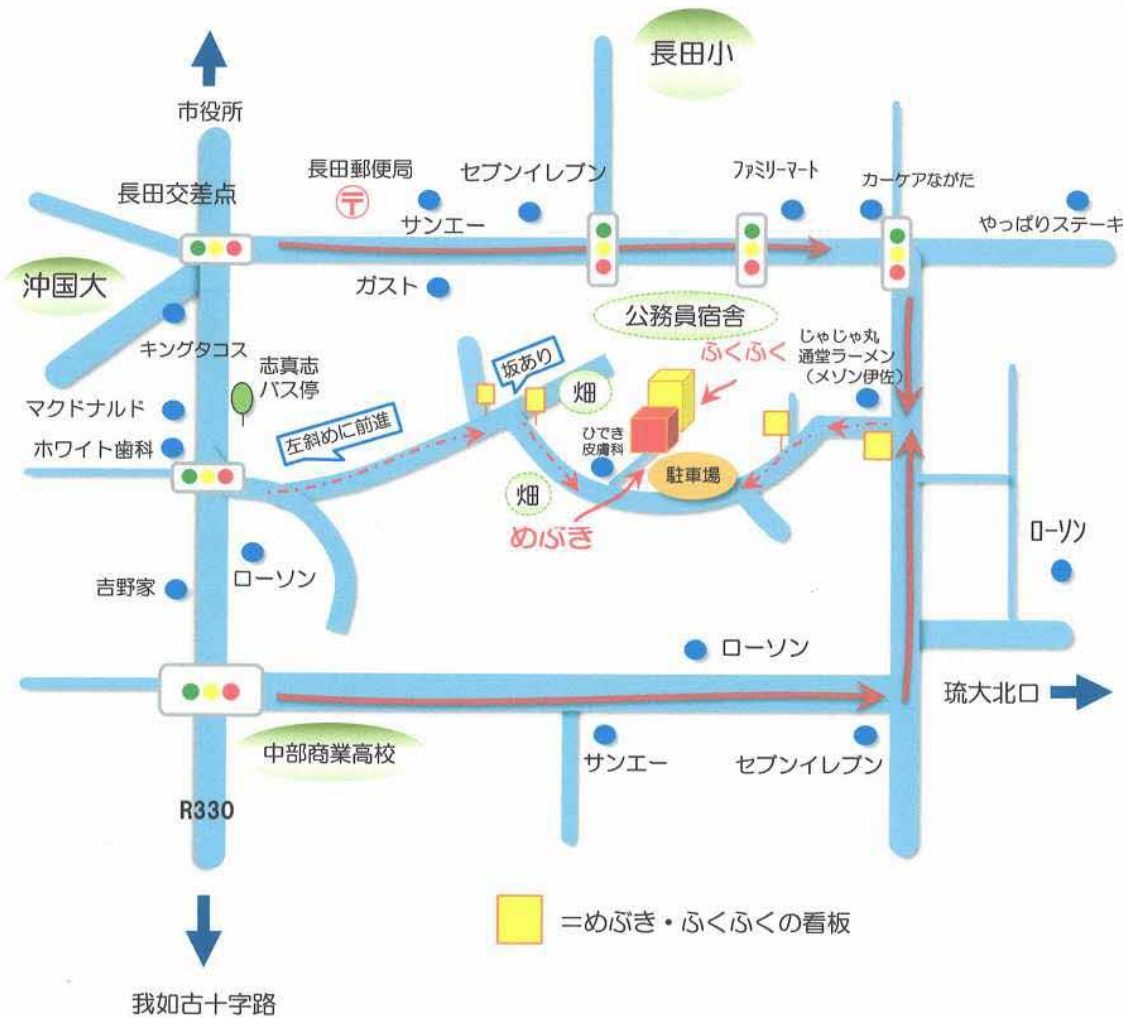 長田小
市役所
長田交差点
長田郵便局
〒
サンエー
セブンイレブン
ファミリーマート
カーケアながた
やっぱりステーキ
沖国大
ガスト
公務員宿舎
キングタコス
志真志
バス停
坂あり
畑
ふくふく
じゃじゃ丸
通堂ラーメン
(メゾン伊佐)
マクドナルド
ホワイト歯科
左斜めに前進
ひでき
皮膚科
駐車場
畑
めぶき
吉野家
ローソン
ローソン
ローソン
琉大北口
中部商業高校
サンエー
セブンイレブン
R330
=めぶき・ふくふくの看板
我如古十字路